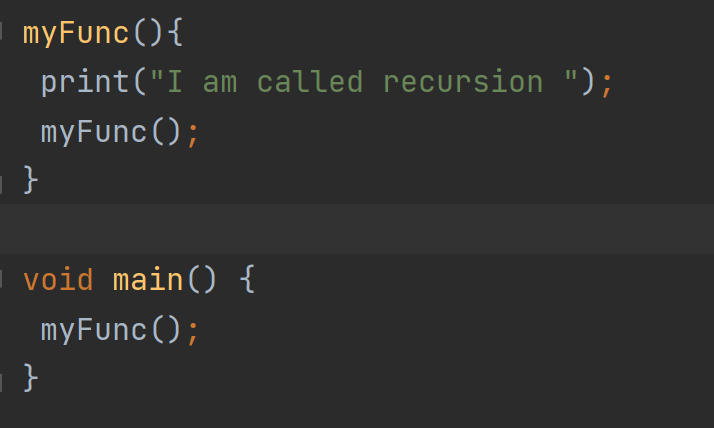 myFunc(){
 print("I am called recursion ");
 myFunc();
}
void main() {
 myFunc();
}